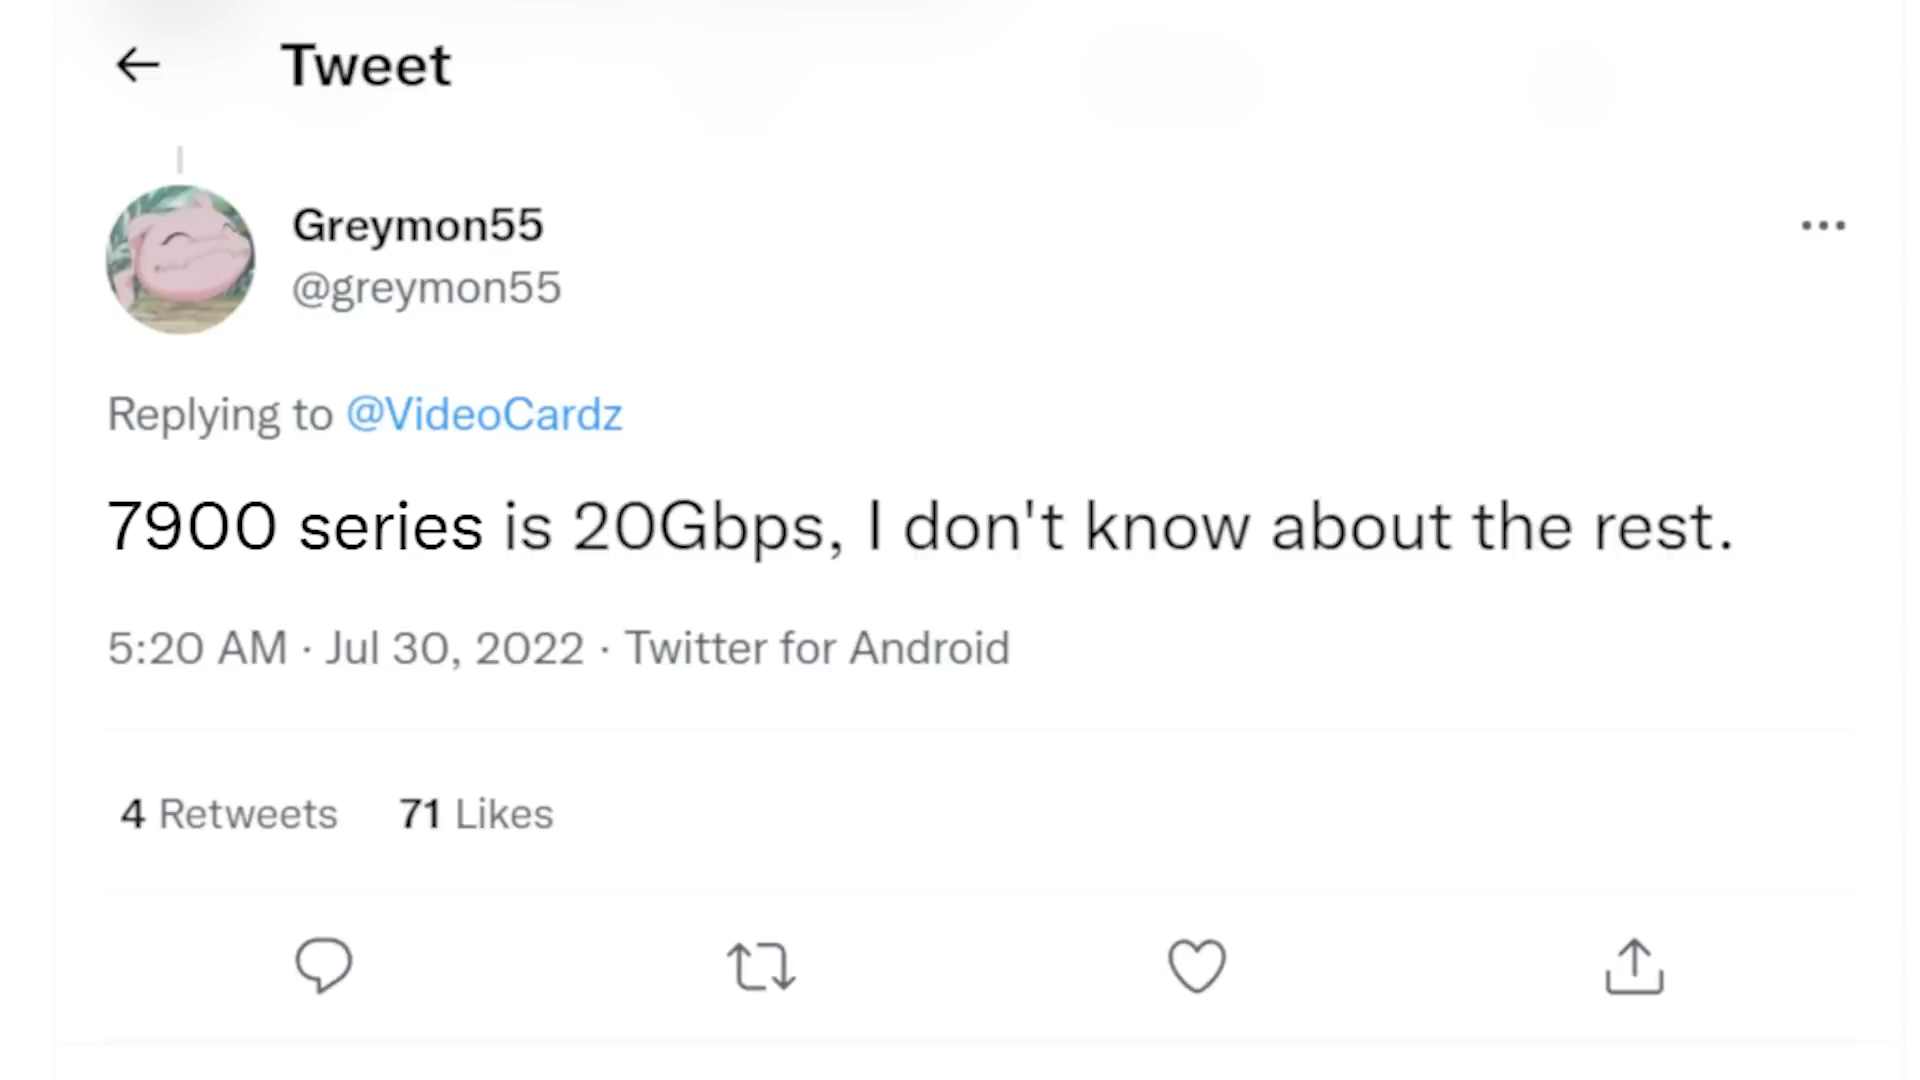 Tweet
Greymon55
@greymon55
Replying to @VideoCardz
7900 series is 20Gbps, I don't know about the rest.
5:20 AM · Jul 30, 2022 · Twitter for Android
4 Retweets 71 Likes